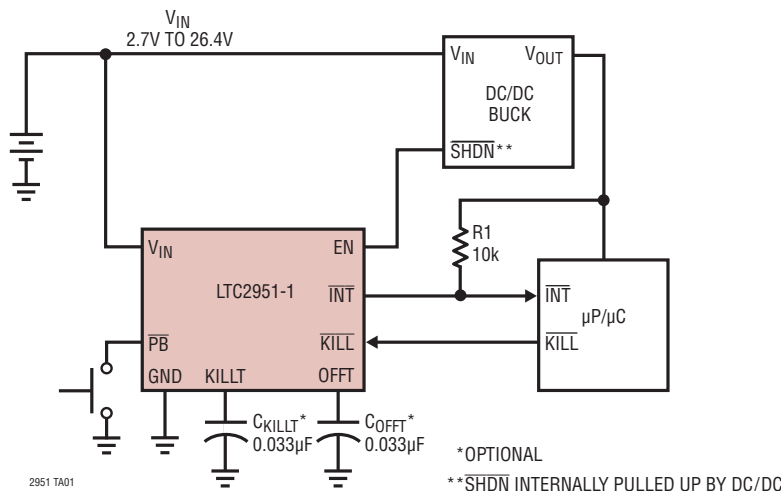 VIN
2.7V TO 26.4V
VIN
VOUT
DC/DC
BUCK
SHDN**
VIN
EN
R1
10k
LTC2951-1
INT
INT
µP/µC
PB
KILL
KILL
GND
KILLT
OFFT
CKILLT*
0.033µF
COFFT*
0.033µF
*OPTIONAL
2951 TA01
**SHDN INTERNALLY PULLED UP BY DC/DC